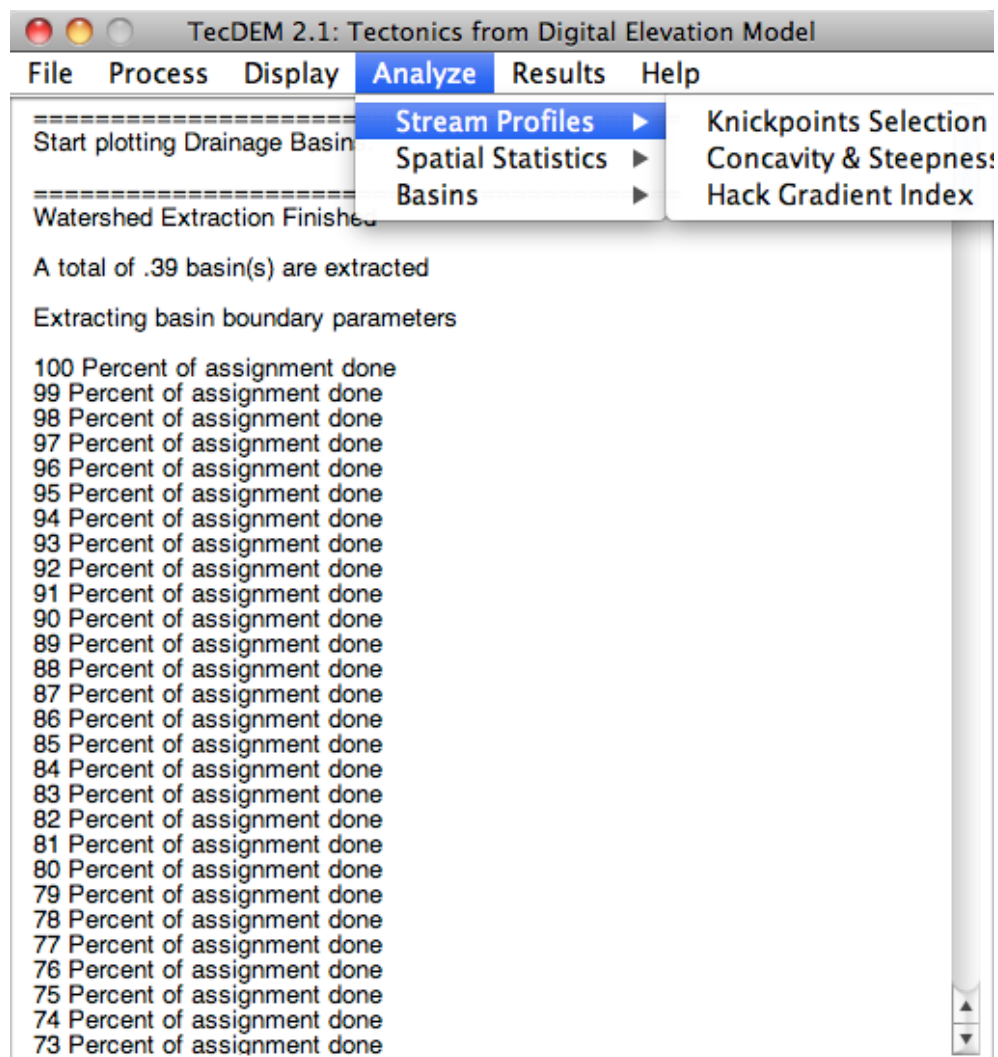 TecDEM 2.1: Tectonics from Digital Elevation Model
File Process Display Analyze Results Help
Stream Profiles
Spatial Statistics
Basins
Knickpoints Selection
Concavity & Steepness
Hack Gradient Index
=====================
Start plotting Drainage Basin
=====================
Watershed Extraction Finished
A total of .39 basin(s) are extracted
Extracting basin boundary parameters
100 Percent of assignment done
99 Percent of assignment done
98 Percent of assignment done
97 Percent of assignment done
96 Percent of assignment done
95 Percent of assignment done
94 Percent of assignment done
93 Percent of assignment done
92 Percent of assignment done
91 Percent of assignment done
90 Percent of assignment done
89 Percent of assignment done
88 Percent of assignment done
87 Percent of assignment done
86 Percent of assignment done
85 Percent of assignment done
84 Percent of assignment done
83 Percent of assignment done
82 Percent of assignment done
81 Percent of assignment done
80 Percent of assignment done
79 Percent of assignment done
78 Percent of assignment done
77 Percent of assignment done
76 Percent of assignment done
75 Percent of assignment done
74 Percent of assignment done
73 Percent of assignment done